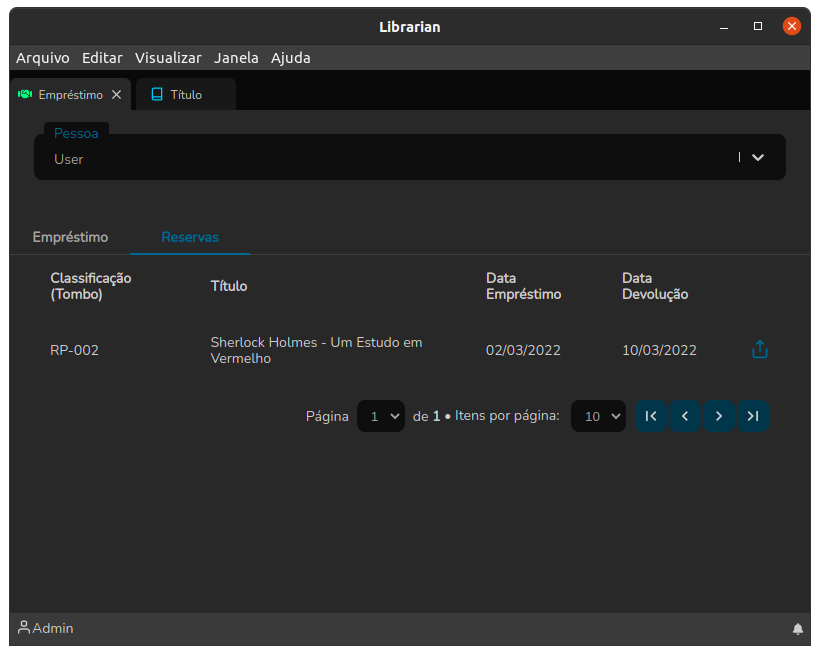 Librarian
Arquivo Editar Visualizar Janela Ajuda
Empréstimo Título
Pessoa
User
Empréstimo Reservas
Classificação (Tombo) Título Data Empréstimo Data Devolução
RP-002 Sherlock Holmes - Um Estudo em Vermelho 02/03/2022 10/03/2022
Página 1 de 1 • Itens por página: 10
Admin